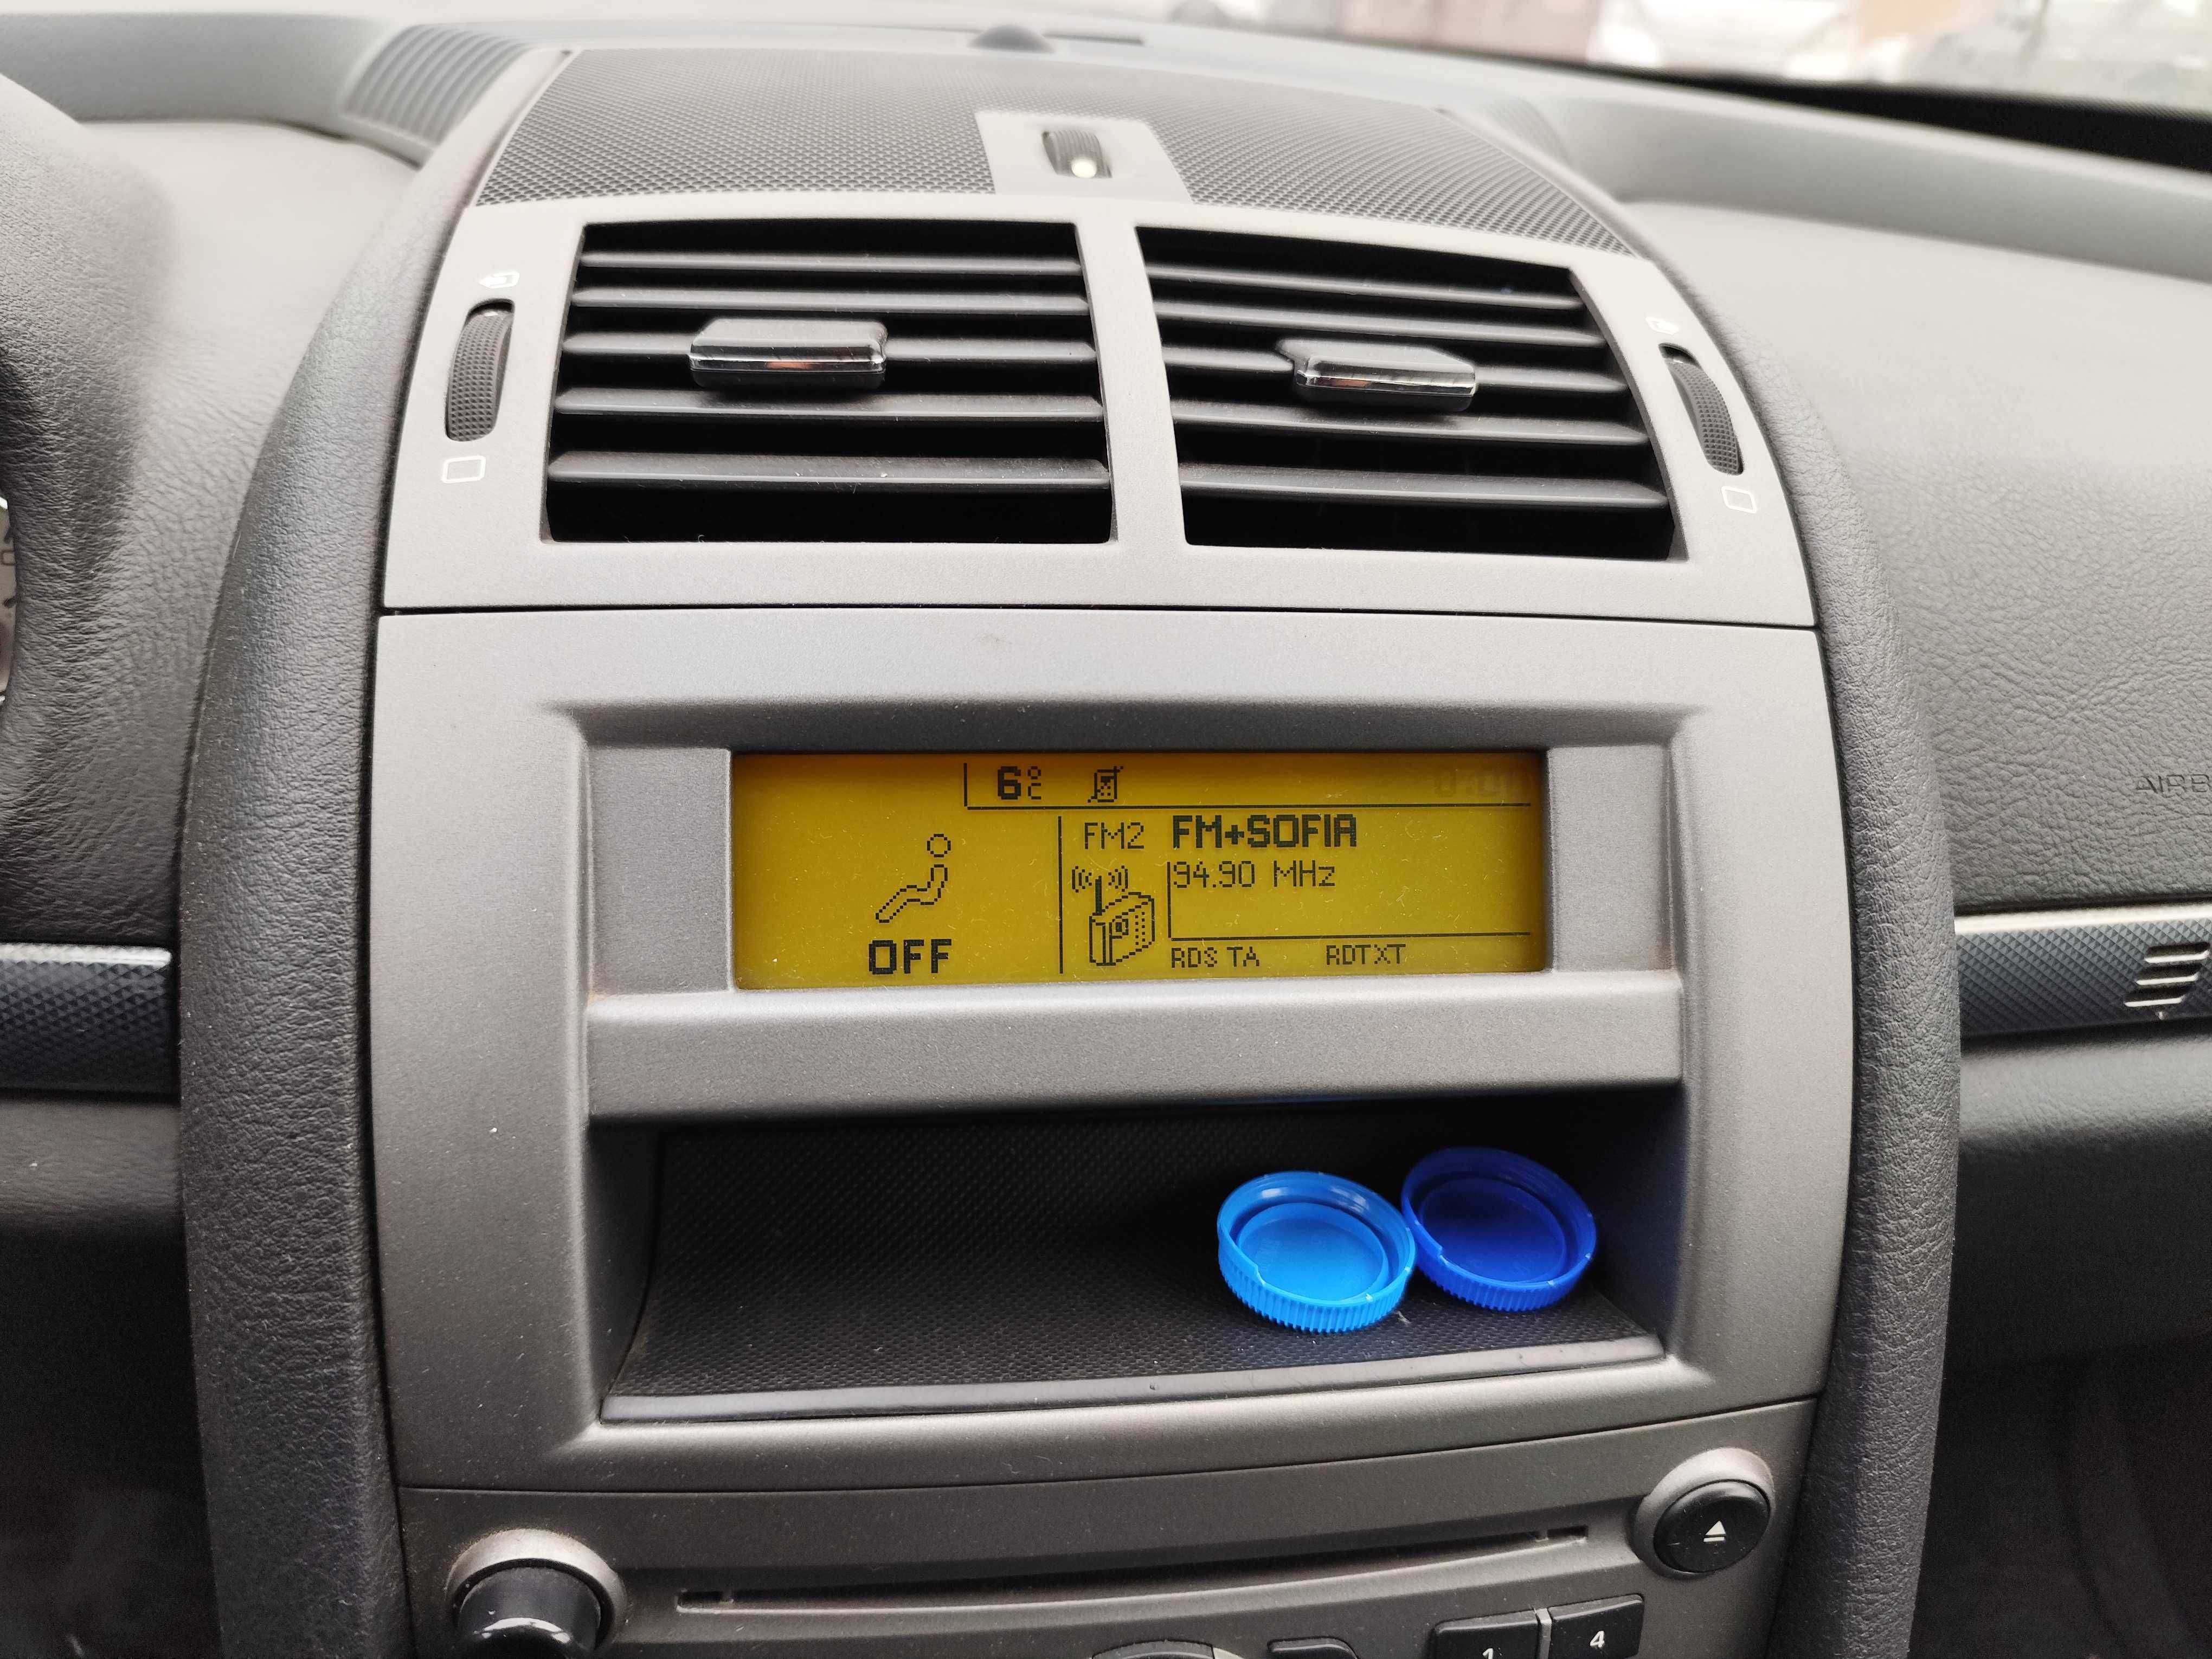 6°C
FM2 FM+SOFIA
94.90 MHz
OFF
RDS TA RDTXT
1 4